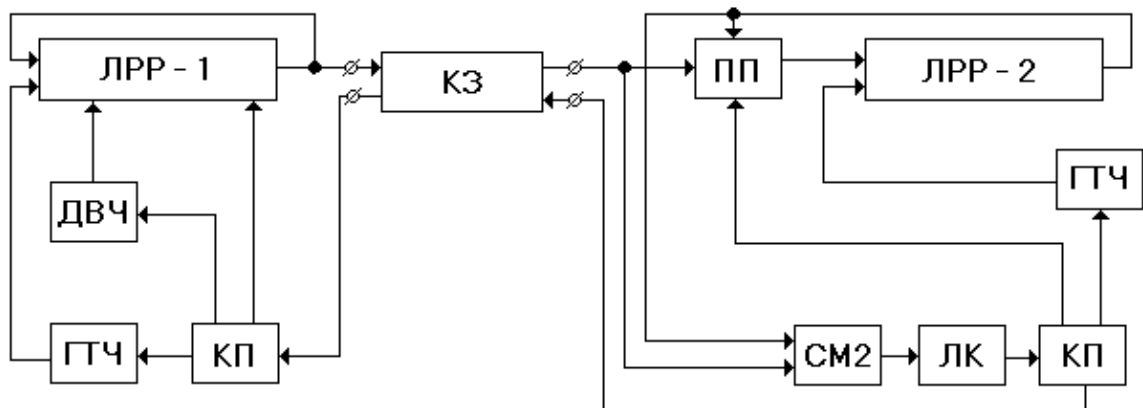 ЛРР - 1
КЗ
ПП
ЛРР - 2
ДВЧ
ГТЧ
ГТЧ
КП
СМ2
ЛК
КП